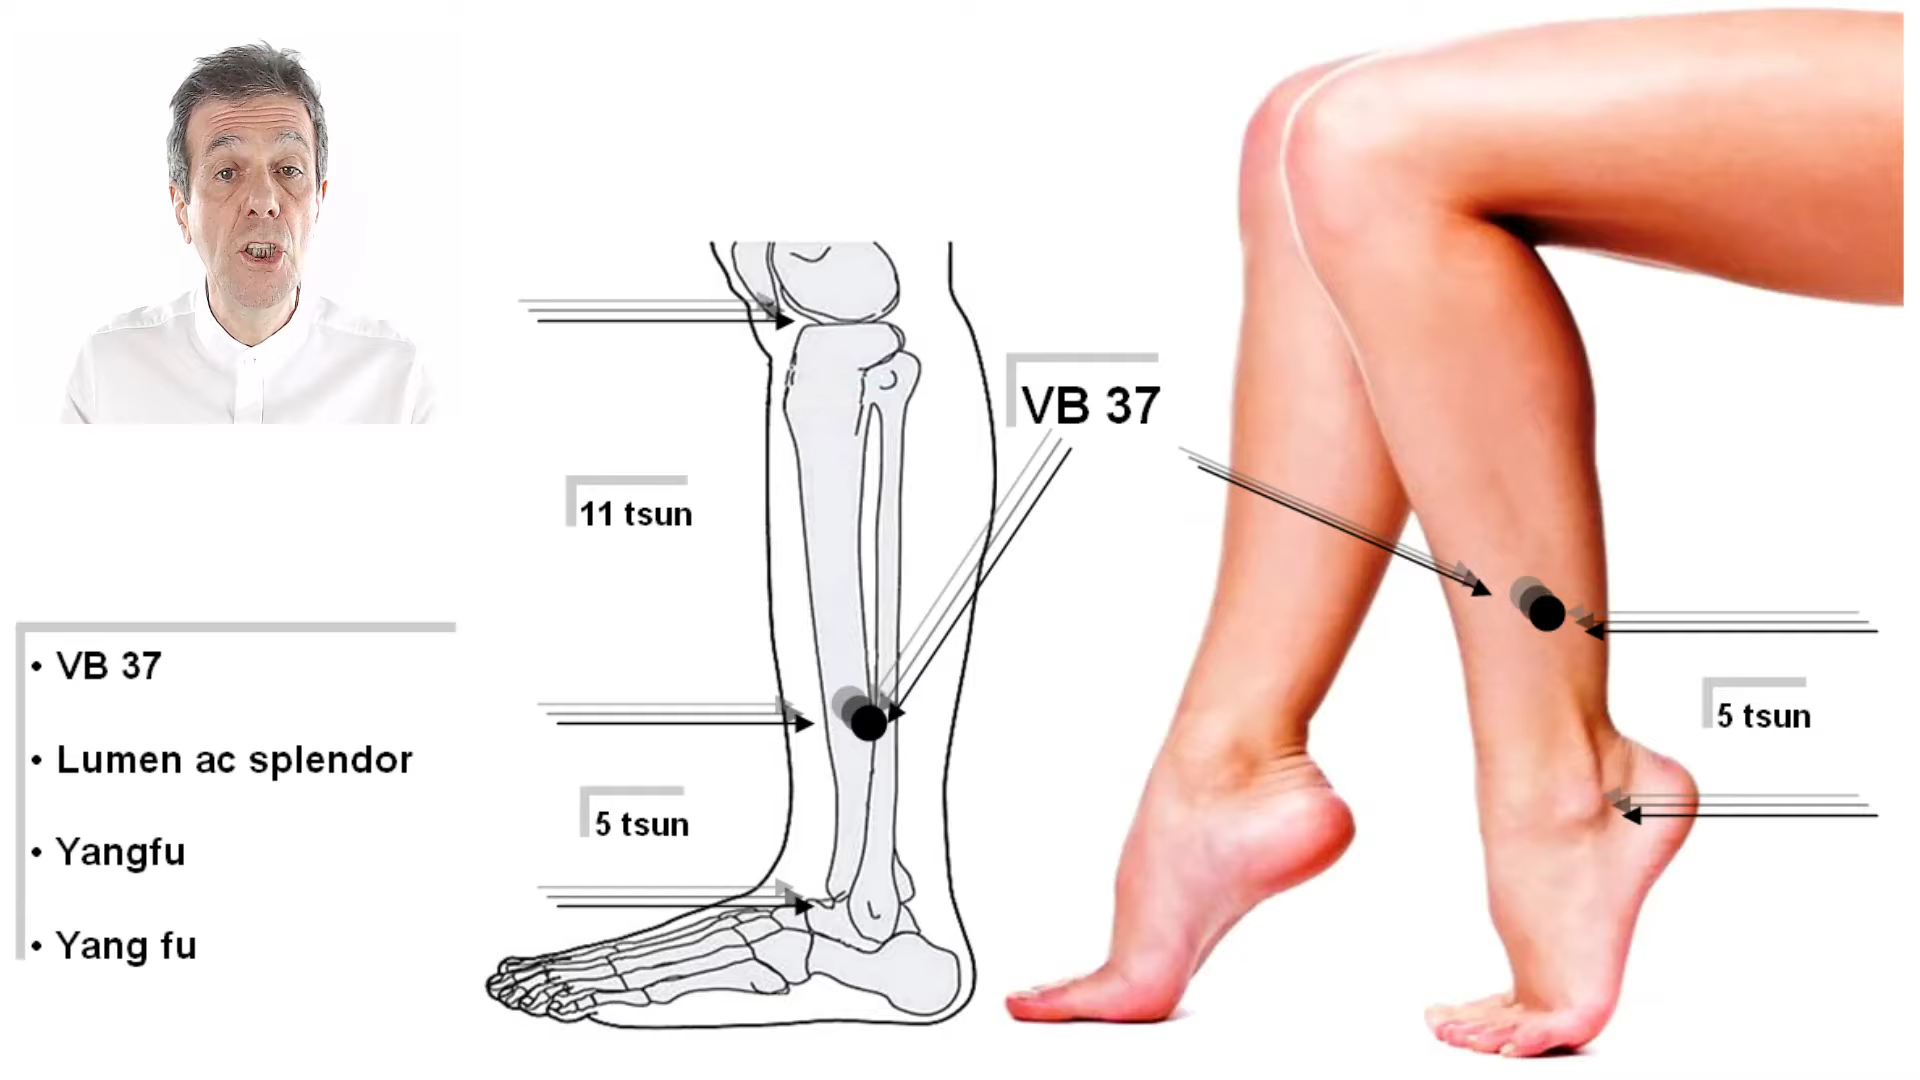 VB 37
11 tsun
5 tsun
5 tsun
• VB 37
• Lumen ac splendor
• Yangfu
• Yang fu